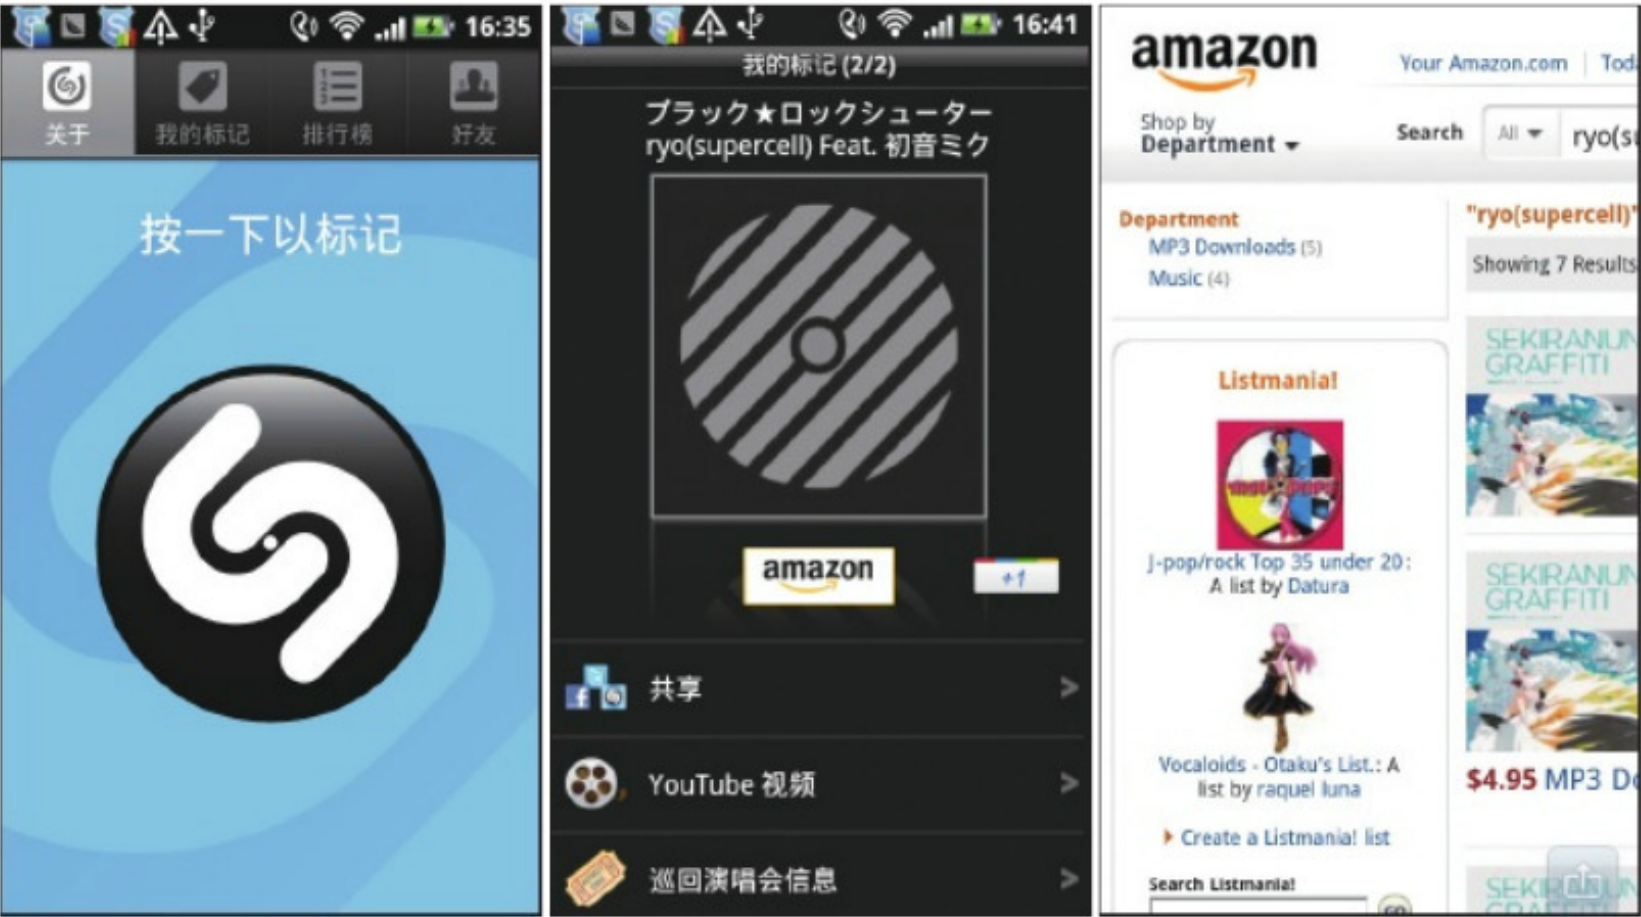 16:35
关于
我的标记
排行榜
好友
按一下以标记
16:41
我的标记 (2/2)
ブラック★ロックシューター
ryo(supercell) Feat. 初音ミク
amazon
+1
共享
YouTube 视频
巡回演唱会信息
amazon
Your Amazon.com
Shop by
Department
Search
All
ryo(s
Department
MP3 Downloads (5)
Music (4)
"ryo(supercell)"
Showing 7 Results
Listmania!
J-pop/rock Top 35 under 20:
A list by Datura
Vocaloids - Otaku's List.: A
list by raquel luna
Create a Listmania! list
Search Listmania!
GO
SEKIRANUN
GRAFFITI
SEKIRANUN
GRAFFITI
$4.95 MP3 Do